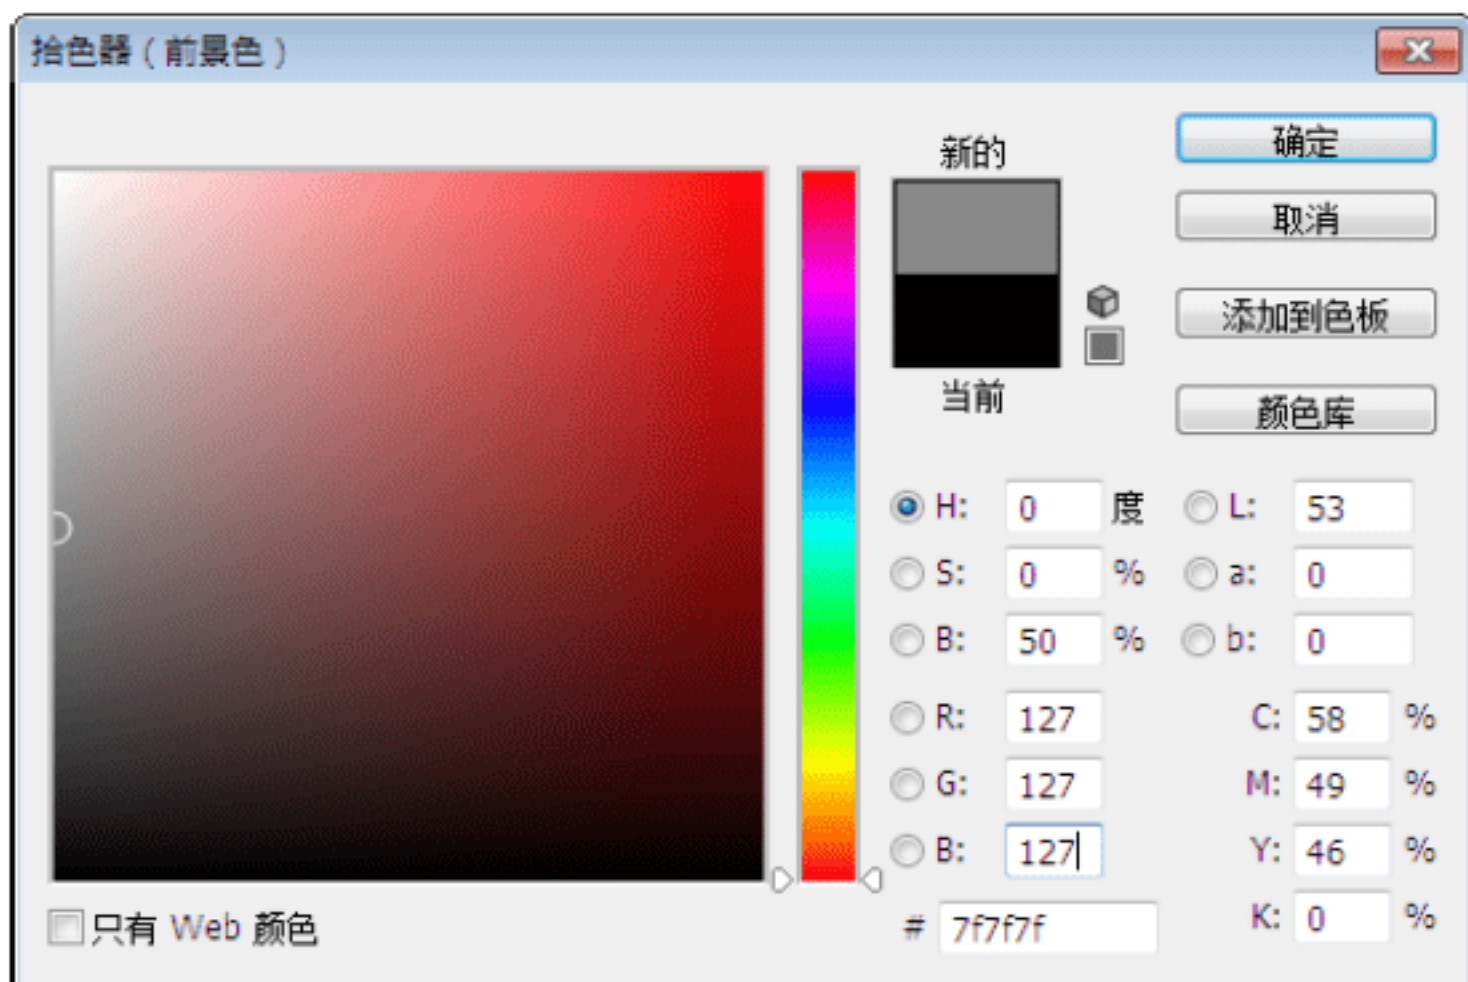 拾色器（前景色）
新的
当前
确定
取消
添加到色板
颜色库
H: 0 度
S: 0 %
B: 50 %
R: 127
G: 127
B: 127
# 7f7f7f
L: 53
a: 0
b: 0
C: 58 %
M: 49 %
Y: 46 %
K: 0 %
只有 Web 颜色